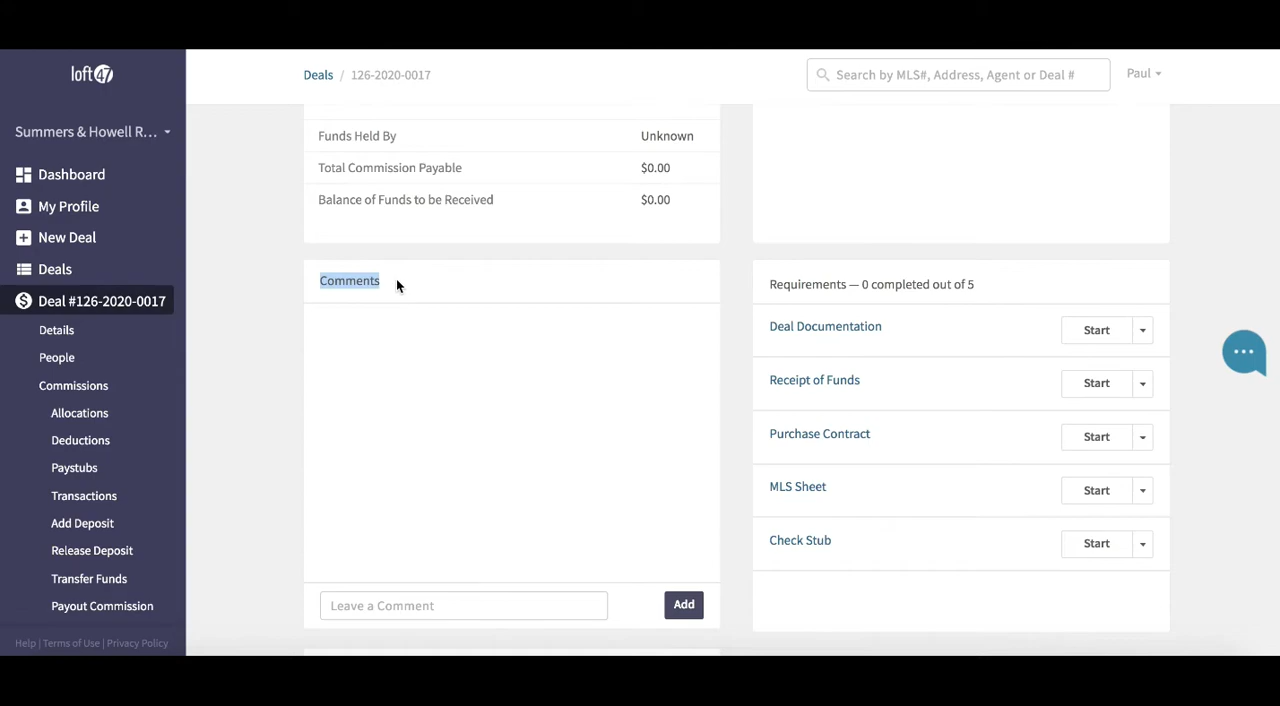 loft47
Summers & Howell R...
Dashboard
My Profile
New Deal
Deals
Deal #126-2020-0017
Details
People
Commissions
Allocations
Deductions
Paystubs
Transactions
Add Deposit
Release Deposit
Transfer Funds
Payout Commission
Help | Terms of Use | Privacy Policy
Deals / 126-2020-0017
Search by MLS#, Address, Agent or Deal #
Paul
Funds Held By Unknown
Total Commission Payable $0.00
Balance of Funds to be Received $0.00
Comments
Leave a Comment
Add
Requirements — 0 completed out of 5
Deal Documentation Start
Receipt of Funds Start
Purchase Contract Start
MLS Sheet Start
Check Stub Start